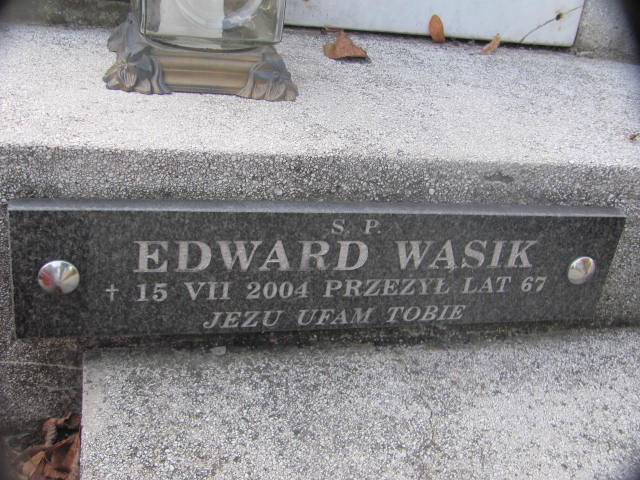 Ś. P.
EDWARD WĄSIK
† 15 VII 2004 PRZEŻYŁ LAT 67
JEZU UFAM TOBIE